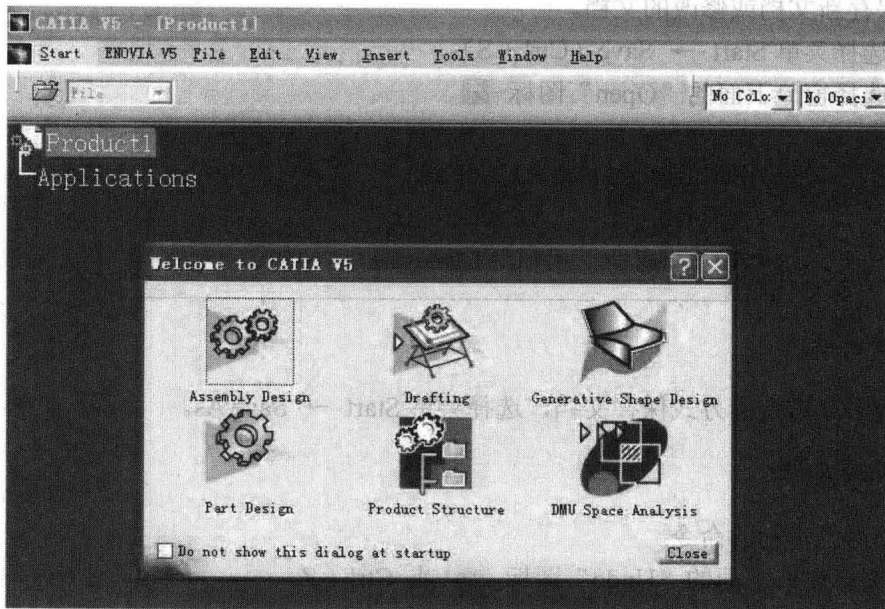 CATIA V5 - [Product1]
Start ENOVIA V5 File Edit View Insert Tools Window Help
File No Colo: No Opaci
Product1
Applications
Welcome to CATIA V5
Assembly Design Drafting Generative Shape Design
Part Design Product Structure DMU Space Analysis
Do not show this dialog at startup Close